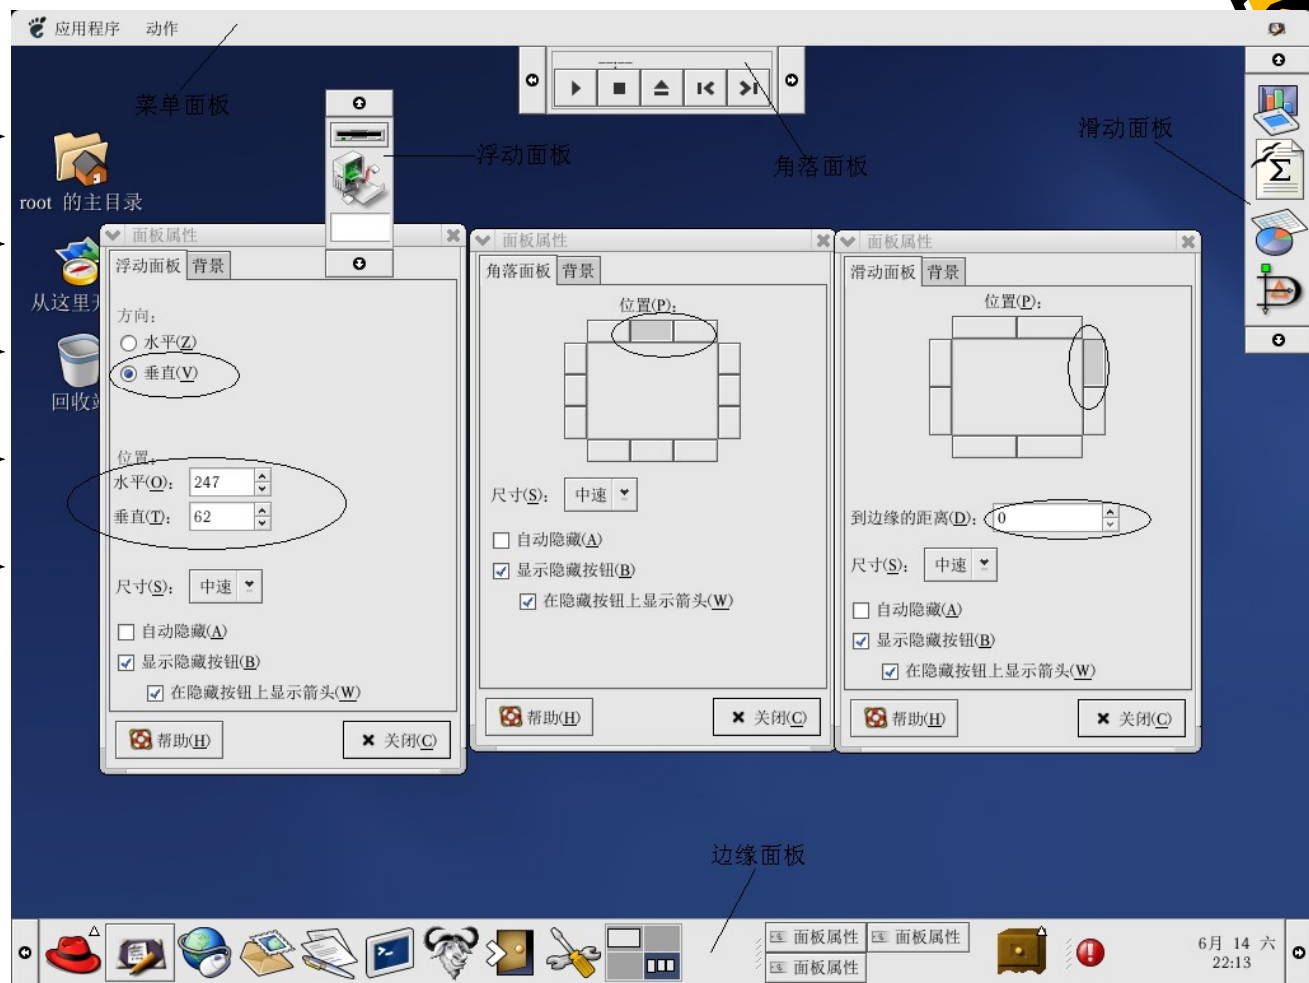 应用程序 动作
菜单面板
浮动面板
角落面板
滑动面板
root 的主目录
从这里开
回收站
面板属性
浮动面板 背景
方向:
水平(Z)
垂直(V)
位置:
水平(O): 247
垂直(T): 62
尺寸(S): 中速
自动隐藏(A)
显示隐藏按钮(B)
在隐藏按钮上显示箭头(W)
帮助(H) 关闭(C)
面板属性
角落面板 背景
位置(P):
尺寸(S): 中速
自动隐藏(A)
显示隐藏按钮(B)
在隐藏按钮上显示箭头(W)
帮助(H) 关闭(C)
面板属性
滑动面板 背景
位置(P):
到边缘的距离(D): 0
尺寸(S): 中速
自动隐藏(A)
显示隐藏按钮(B)
在隐藏按钮上显示箭头(W)
帮助(H) 关闭(C)
边缘面板
面板属性 面板属性
面板属性
6月 14 六
22:13